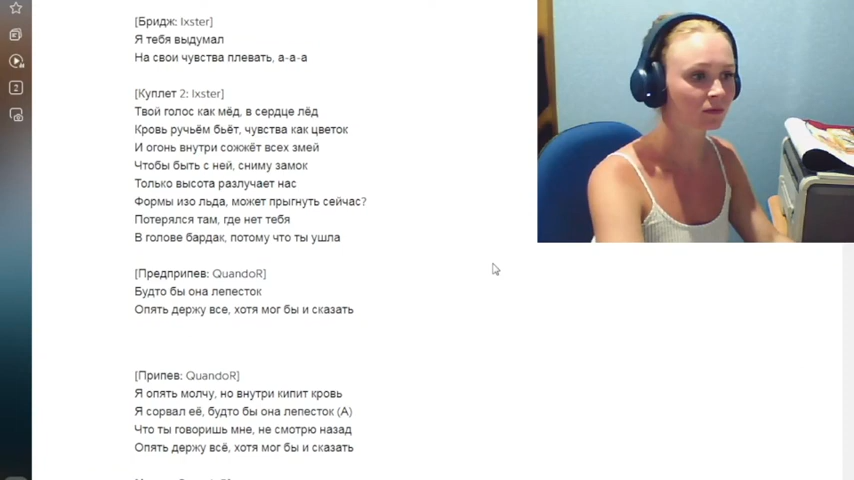 [Бридж: Ixster]
Я тебя выдумал
На свои чувства плевать, а-а-а
[Куплет 2: Ixster]
Твой голос как мёд, в сердце лёд
Кровь ручьём бьёт, чувства как цветок
И огонь внутри сожжёт всех змей
Чтобы быть с ней, сниму замок
Только высота разлучает нас
Формы изо льда, может прыгнуть сейчас?
Потерялся там, где нет тебя
В голове бардак, потому что ты ушла
[Предприпев: QuandoR]
Будто бы она лепесток
Опять держу все, хотя мог бы и сказать
[Припев: QuandoR]
Я опять молчу, но внутри кипит кровь
Я сорвал её, будто бы она лепесток (А)
Что ты говоришь мне, не смотрю назад
Опять держу всё, хотя мог бы и сказать
2